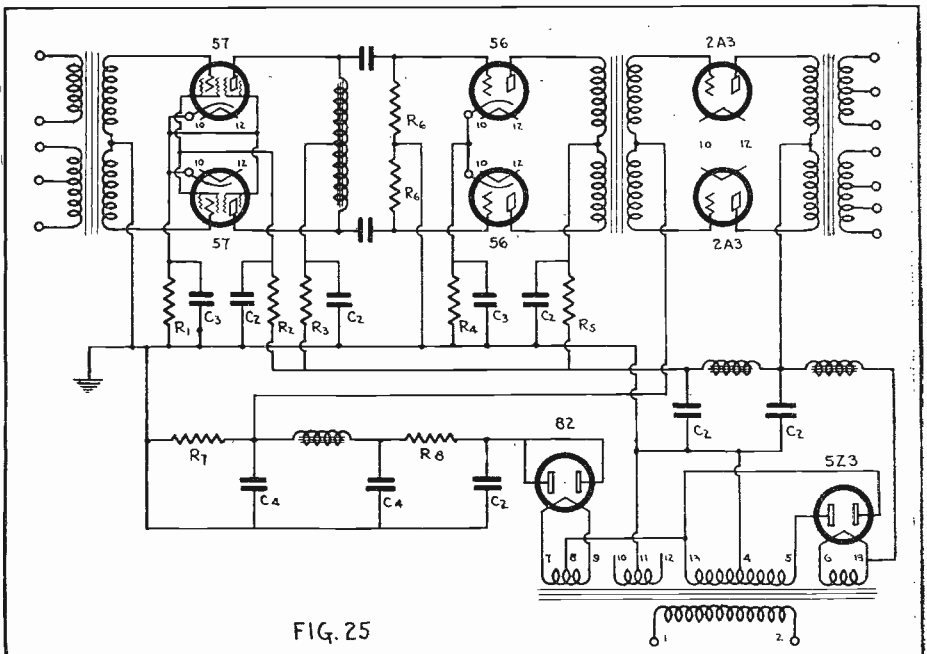 57 56 2A3
10 12 10 12
R6
10 12
10 12 10 12
R6
57 56 2A3
R1 C3 C2 R2 R3 C2 R4 C3 C2 R5
C2 C2
82
R7 R8
5Z3
C4 C4 C2
7 8 9 10 11 12 13 4 5 6 15
FIG. 25
1 2